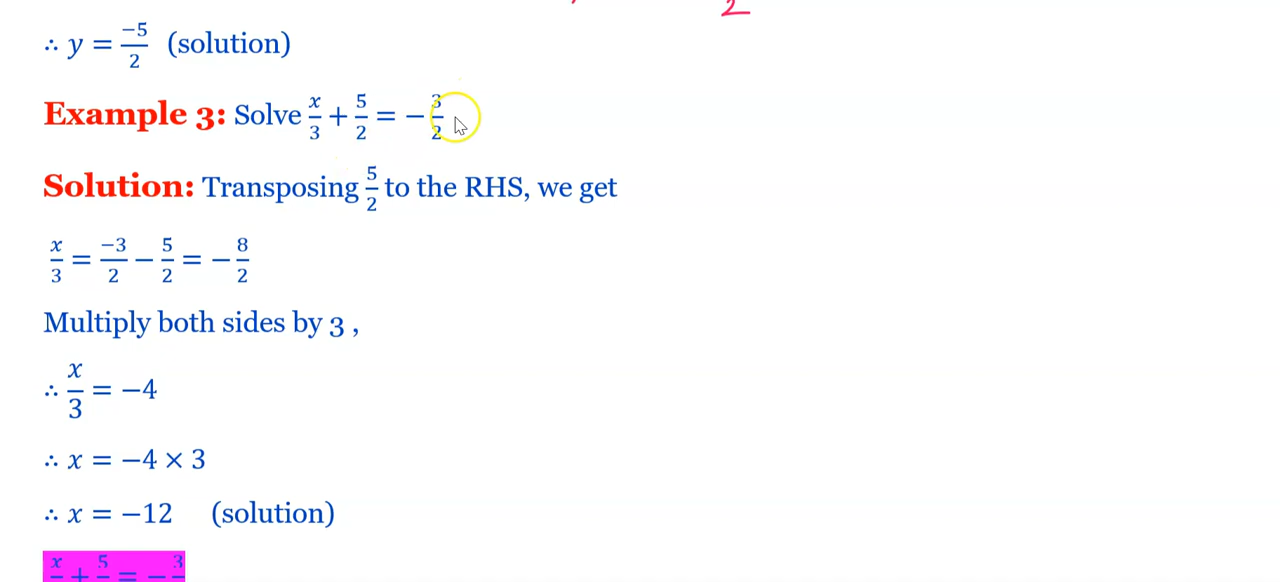 2
∴ y = -5/2 (solution)
Example 3: Solve x/3 + 5/2 = -3/2
Solution: Transposing 5/2 to the RHS, we get
x/3 = -3/2 - 5/2 = -8/2
Multiply both sides by 3 ,
∴ x/3 = -4
∴ x = -4 × 3
∴ x = -12 (solution)